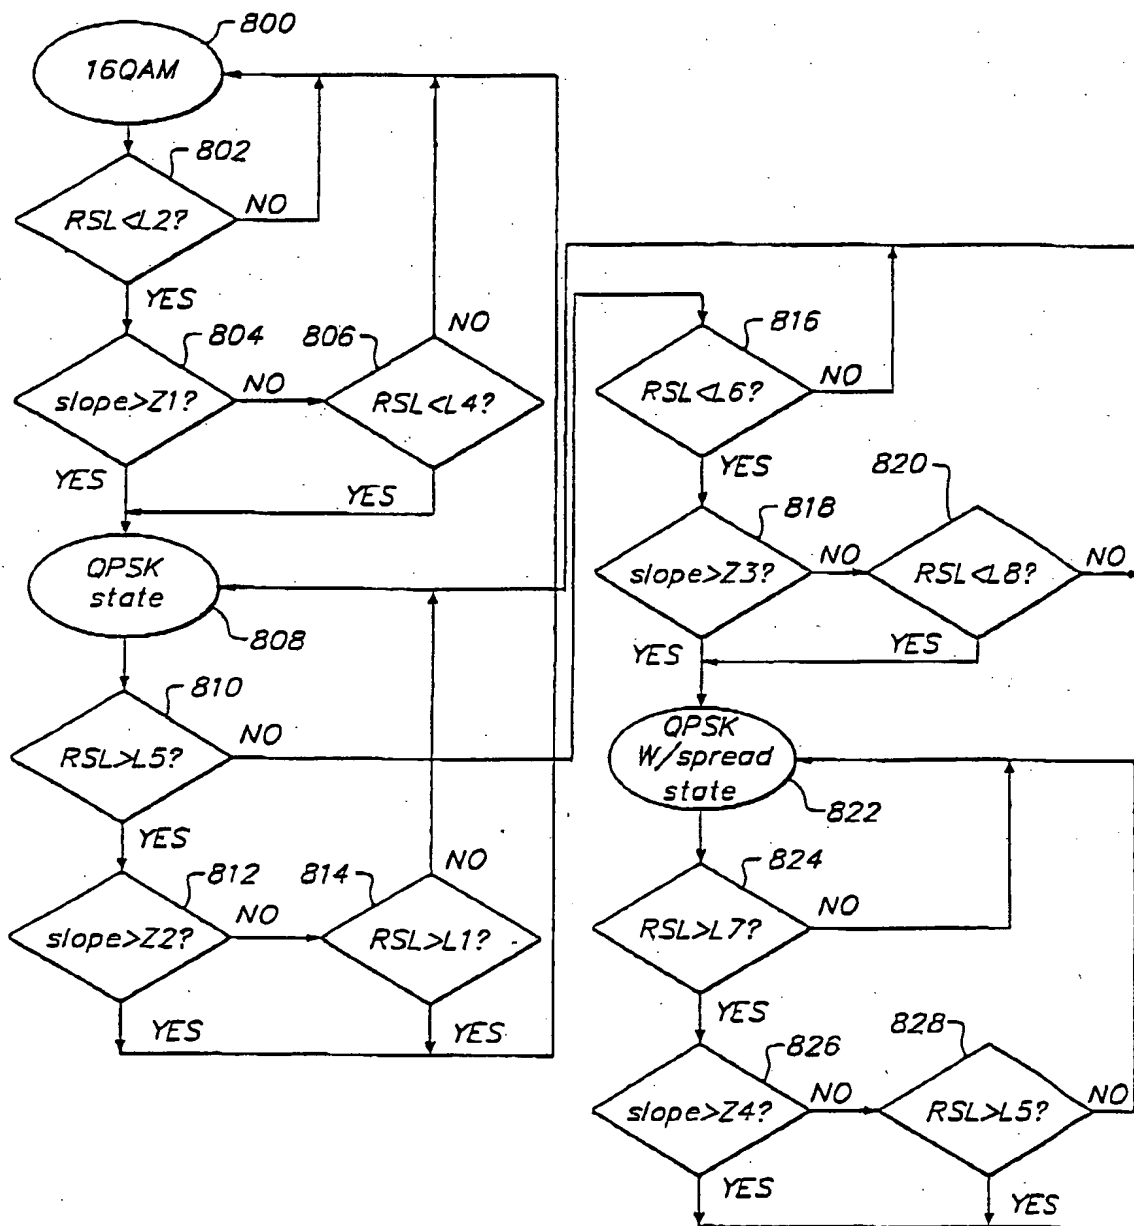 800
16QAM
802
RSL<L2?
NO
YES
804
slope>Z1?
NO
806
RSL<L4?
NO
YES
YES
QPSK
state
808
810
RSL>L5?
NO
YES
812
slope>Z2?
NO
814
RSL>L1?
NO
YES
YES
816
RSL<L6?
NO
YES
818
slope>Z3?
NO
820
RSL<L8?
NO
YES
YES
QPSK
W/spread
state
822
824
RSL>L7?
NO
YES
826
slope>Z4?
NO
828
RSL>L5?
NO
YES
YES